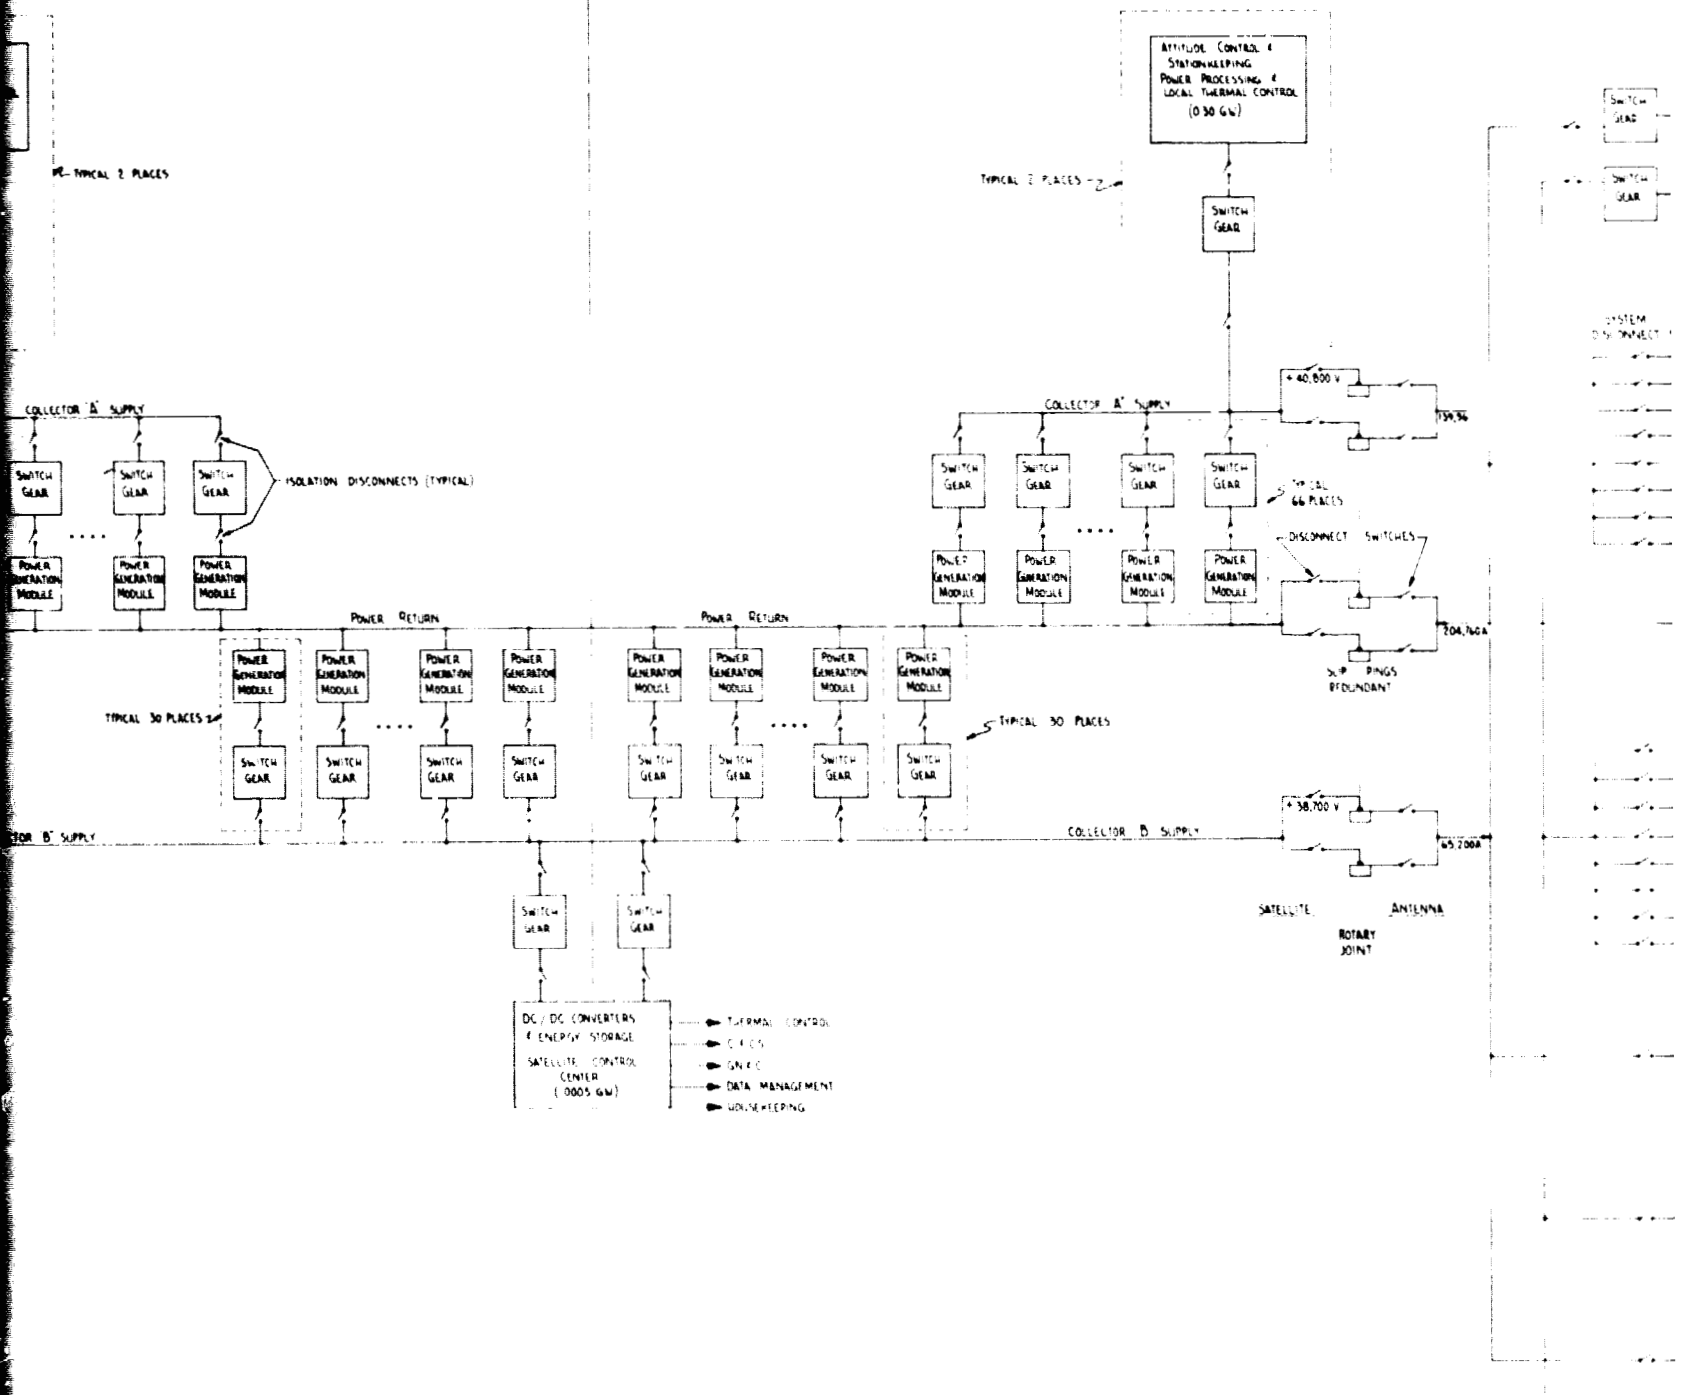 ATTITUDE CONTROL &
STATIONKEEPING
POWER PROCESSING &
LOCAL THERMAL CONTROL
(0.30 GW)
SWITCH
GEAR
SWITCH
GEAR
TYPICAL 2 PLACES
TYPICAL 2 PLACES
SWITCH
GEAR
SYSTEM
DISCONNECT
+ 40,800 V
COLLECTOR "A" SUPPLY
COLLECTOR "A" SUPPLY
SWITCH
GEAR
SWITCH
GEAR
SWITCH
GEAR
ISOLATION DISCONNECTS (TYPICAL)
SWITCH
GEAR
SWITCH
GEAR
SWITCH
GEAR
SWITCH
GEAR
TYPICAL
66 PLACES
DISCONNECT SWITCHES
POWER
GENERATION
MODULE
POWER
GENERATION
MODULE
POWER
GENERATION
MODULE
POWER
GENERATION
MODULE
POWER
GENERATION
MODULE
POWER
GENERATION
MODULE
POWER
GENERATION
MODULE
POWER RETURN
POWER RETURN
204,760A
SLIP RINGS
REDUNDANT
POWER
GENERATION
MODULE
POWER
GENERATION
MODULE
POWER
GENERATION
MODULE
POWER
GENERATION
MODULE
POWER
GENERATION
MODULE
POWER
GENERATION
MODULE
POWER
GENERATION
MODULE
POWER
GENERATION
MODULE
TYPICAL 30 PLACES
TYPICAL 30 PLACES
SWITCH
GEAR
SWITCH
GEAR
SWITCH
GEAR
SWITCH
GEAR
SWITCH
GEAR
SWITCH
GEAR
SWITCH
GEAR
SWITCH
GEAR
+ 38,700 V
TOR "B" SUPPLY
COLLECTOR B SUPPLY
65,200A
SWITCH
GEAR
SWITCH
GEAR
SATELLITE
ANTENNA
ROTARY
JOINT
DC/DC CONVERTERS
& ENERGY STORAGE
SATELLITE CONTROL
CENTER
(.0005 GW)
THERMAL CONTROL
GN&C
DATA MANAGEMENT
HOUSEKEEPING